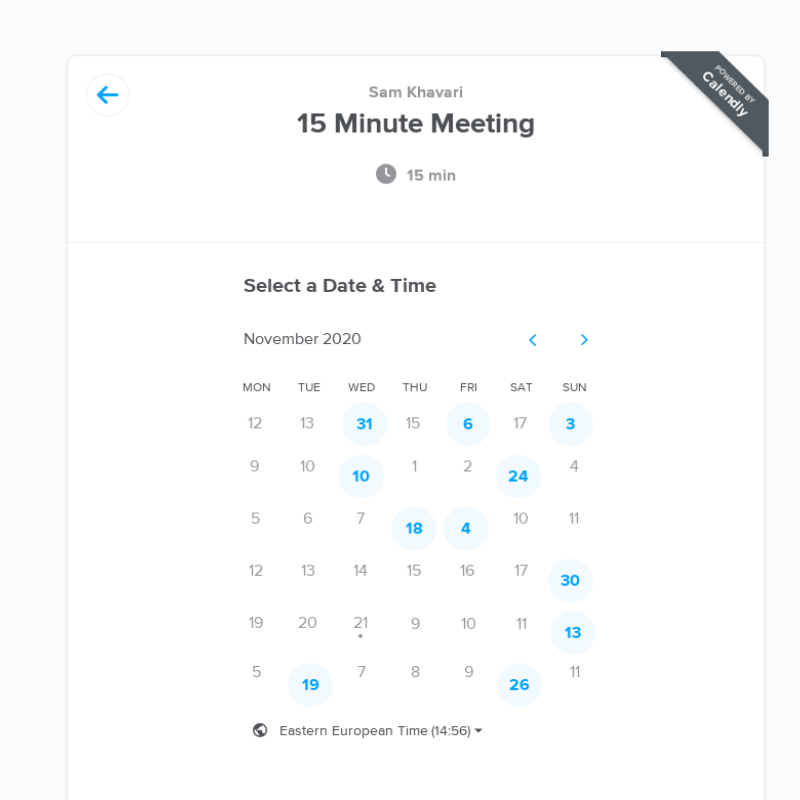 POWERED BY
Calendly
Sam Khavari
15 Minute Meeting
15 min
Select a Date & Time
November 2020
MON TUE WED THU FRI SAT SUN
12 13 31 15 6 17 3
9 10 10 1 2 24 4
5 6 7 18 4 10 11
12 13 14 15 16 17 30
19 20 21 9 10 11 13
5 19 7 8 9 26 11
Eastern European Time (14:56)